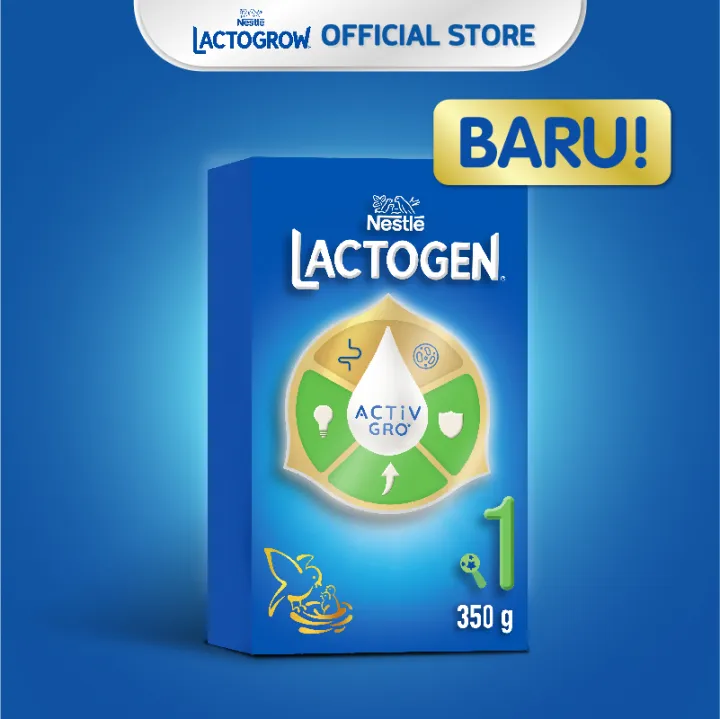 Nestlé
LACTOGROW OFFICIAL STORE
BARU!
Nestlé
LACTOGEN
ACTIV
GRO
1
350 g